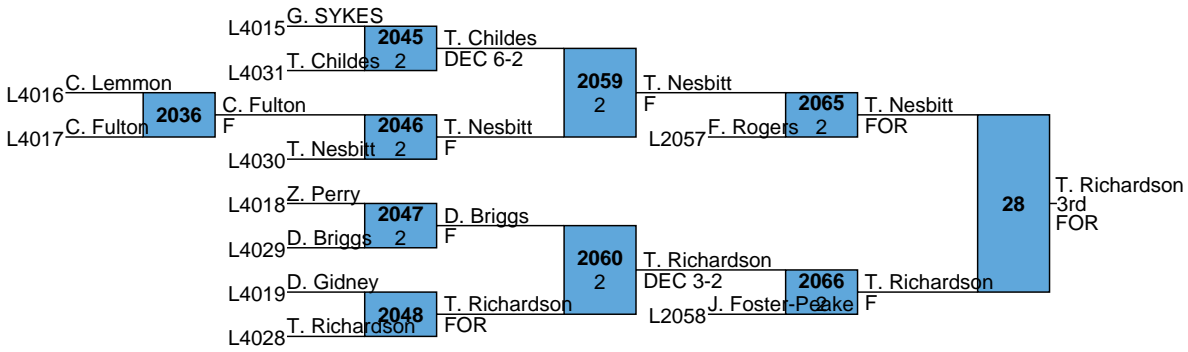 G. SYKES
L4015
2045
2
T. Childes
DEC 6-2
T. Childes
L4031
2059
2
T. Nesbitt
F
C. Lemmon
L4016
2036
C. Fulton
F
C. Fulton
L4017
2046
2
T. Nesbitt
F
T. Nesbitt
L4030
2065
2
T. Nesbitt
FOR
F. Rogers
L2057
28
T. Richardson
3rd
FOR
Z. Perry
L4018
2047
2
D. Briggs
F
D. Briggs
L4029
2060
2
T. Richardson
DEC 3-2
D. Gidney
L4019
2048
T. Richardson
FOR
T. Richardson
L4028
2066
2
T. Richardson
F
J. Foster-Peake
L2058